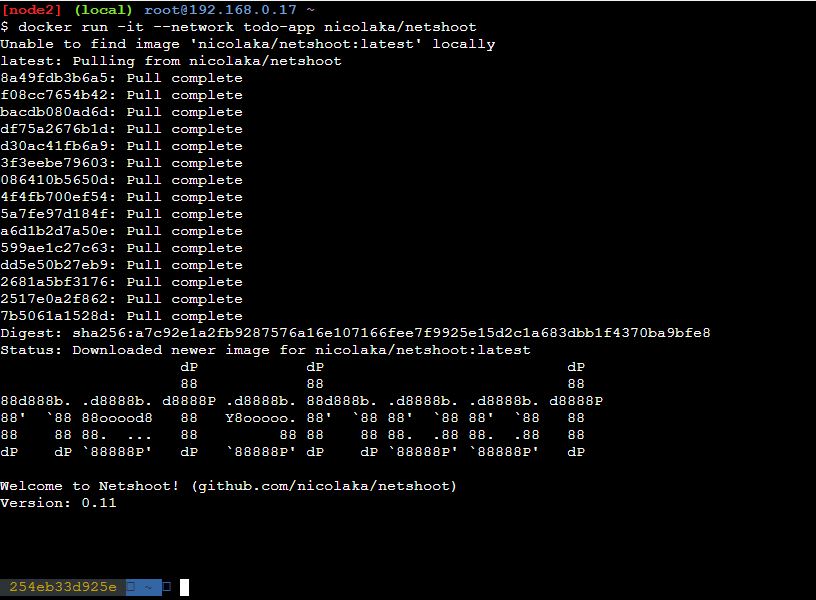 [node2] (local) root@192.168.0.17 ~
$ docker run -it --network todo-app nicolaka/netshoot
Unable to find image 'nicolaka/netshoot:latest' locally
latest: Pulling from nicolaka/netshoot
8a49fdb3b6a5: Pull complete
f08cc7654b42: Pull complete
bacdb080ad6d: Pull complete
df75a2676b1d: Pull complete
d30ac41fb6a9: Pull complete
3f3eebe79603: Pull complete
086410b5650d: Pull complete
4f4fb700ef54: Pull complete
5a7fe97d184f: Pull complete
a6d1b2d7a50e: Pull complete
599ae1c27c63: Pull complete
dd5e50b27eb9: Pull complete
2681a5bf3176: Pull complete
2517e0a2f862: Pull complete
7b5061a1528d: Pull complete
Digest: sha256:a7c92e1a2fb9287576a16e107166fee7f9925e15d2c1a683dbb1f4370ba9bfe8
Status: Downloaded newer image for nicolaka/netshoot:latest
                    dP            dP                           dP
                    88            88                           88
88d888b. .d8888b. d8888P .d8888b. 88d888b. .d8888b. .d8888b. d8888P
88'  `88 88ooood8   88   Y8ooooo. 88'  `88 88'  `88 88'  `88   88
88    88 88.  ...   88         88 88    88 88.  .88 88.  .88   88
dP    dP `88888P'   dP   `88888P' dP    dP `88888P' `88888P'   dP
Welcome to Netshoot! (github.com/nicolaka/netshoot)
Version: 0.11
254eb33d925e ~